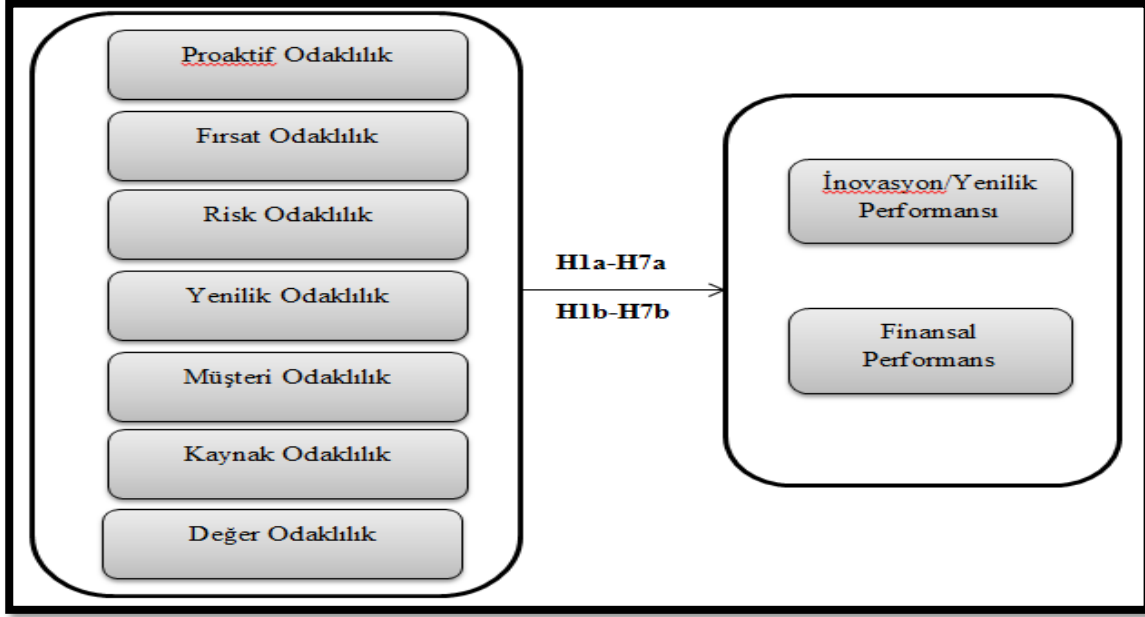 Proaktif Odaklılık
Fırsat Odaklılık
Risk Odaklılık
Yenilik Odaklılık
Müşteri Odaklılık
Kaynak Odaklılık
Değer Odaklılık
H1a-H7a
H1b-H7b
İnovasyon/Yenilik
Performansı
Finansal
Performans